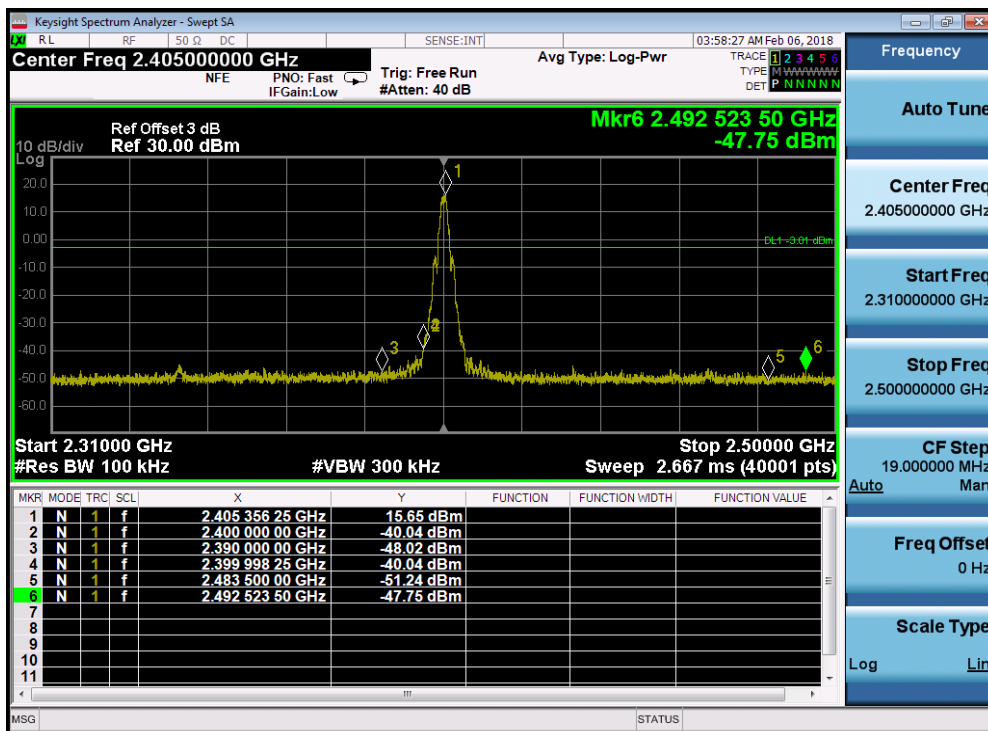 Keysight Spectrum Analyzer - Swept SA
LXI RL RF 50 Ω DC SENSE:INT 03:58:27 AM Feb 06, 2018
Center Freq 2.405000000 GHz
NFE
PNO: Fast
IFGain:Low
Trig: Free Run
#Atten: 40 dB
Avg Type: Log-Pwr
TRACE 1 2 3 4 5 6
TYPE M WWWWW
DET P N N N N N
Ref Offset 3 dB
Ref 30.00 dBm
10 dB/div
Log
Mkr6 2.492 523 50 GHz
-47.75 dBm
20.0
10.0
0.00
-10.0
-20.0
-30.0
-40.0
-50.0
-60.0
1
DL1 -3.01 dBm
3
5
6
Start 2.31000 GHz Stop 2.50000 GHz
#Res BW 100 kHz #VBW 300 kHz Sweep 2.667 ms (40001 pts)
MKR MODE TRC SCL X Y FUNCTION FUNCTION WIDTH FUNCTION VALUE
1 N 1 f 2.405 356 25 GHz 15.65 dBm
2 N 1 f 2.400 000 00 GHz -40.04 dBm
3 N 1 f 2.390 000 00 GHz -48.02 dBm
4 N 1 f 2.399 998 25 GHz -40.04 dBm
5 N 1 f 2.483 500 00 GHz -51.24 dBm
6 N 1 f 2.492 523 50 GHz -47.75 dBm
7
8
9
10
11
MSG STATUS
Frequency
Auto Tune
Center Freq
2.405000000 GHz
Start Freq
2.310000000 GHz
Stop Freq
2.500000000 GHz
CF Step
19.000000 MHz
Auto Man
Freq Offset
0 Hz
Scale Type
Log Lin